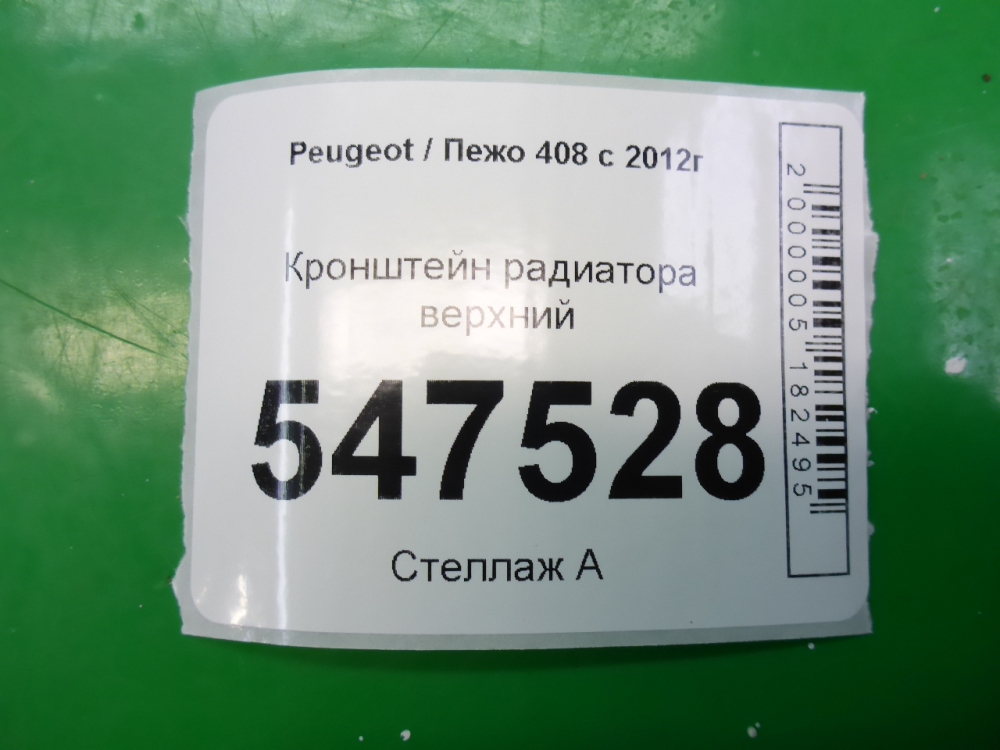 Peugeot / Пежо 408 с 2012г
Кронштейн радиатора
верхний
547528
Стеллаж А
2000005182495